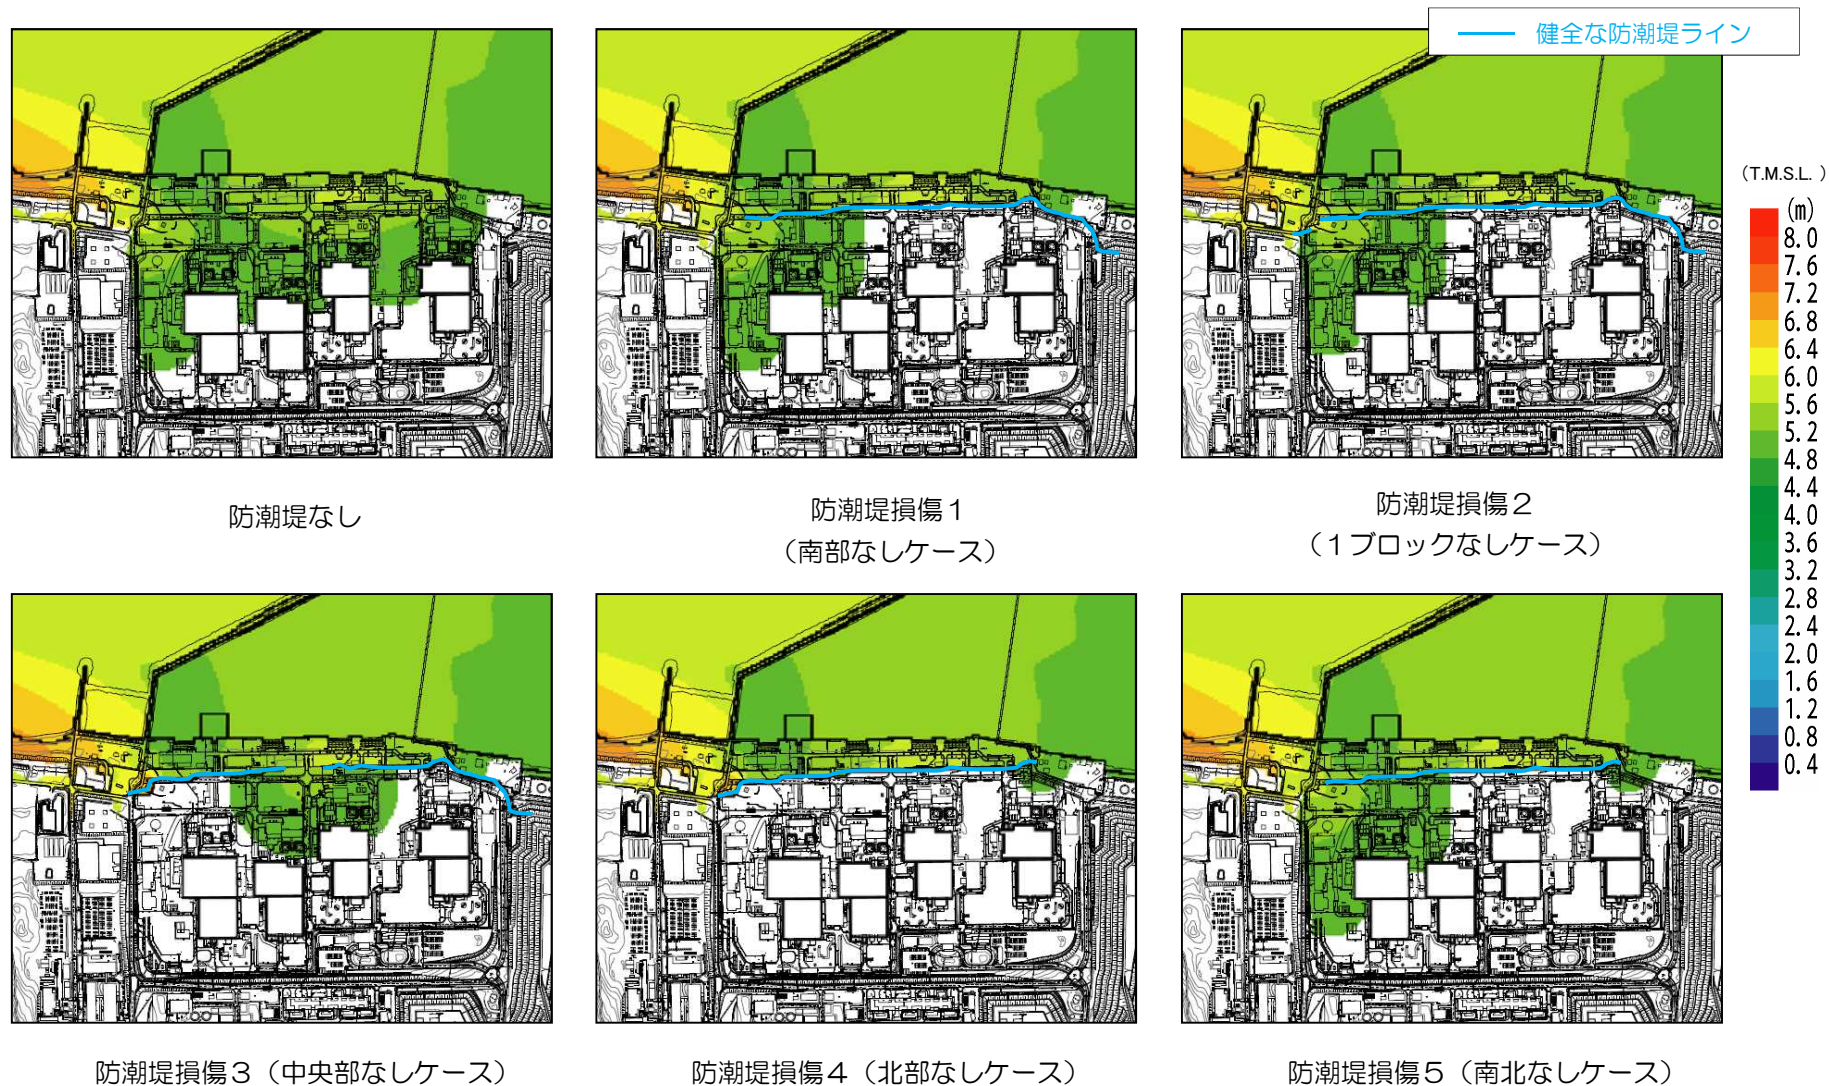 健全な防潮堤ライン
（T.M.S.L.）
(m)
8.0
7.6
7.2
6.8
6.4
6.0
5.6
5.2
4.8
4.4
4.0
3.6
3.2
2.8
2.4
2.0
1.6
1.2
0.8
0.4
防潮堤なし
防潮堤損傷１
（南部なしケース）
防潮堤損傷２
（１ブロックなしケース）
防潮堤損傷３（中央部なしケース）
防潮堤損傷４（北部なしケース）
防潮堤損傷５（南北なしケース）